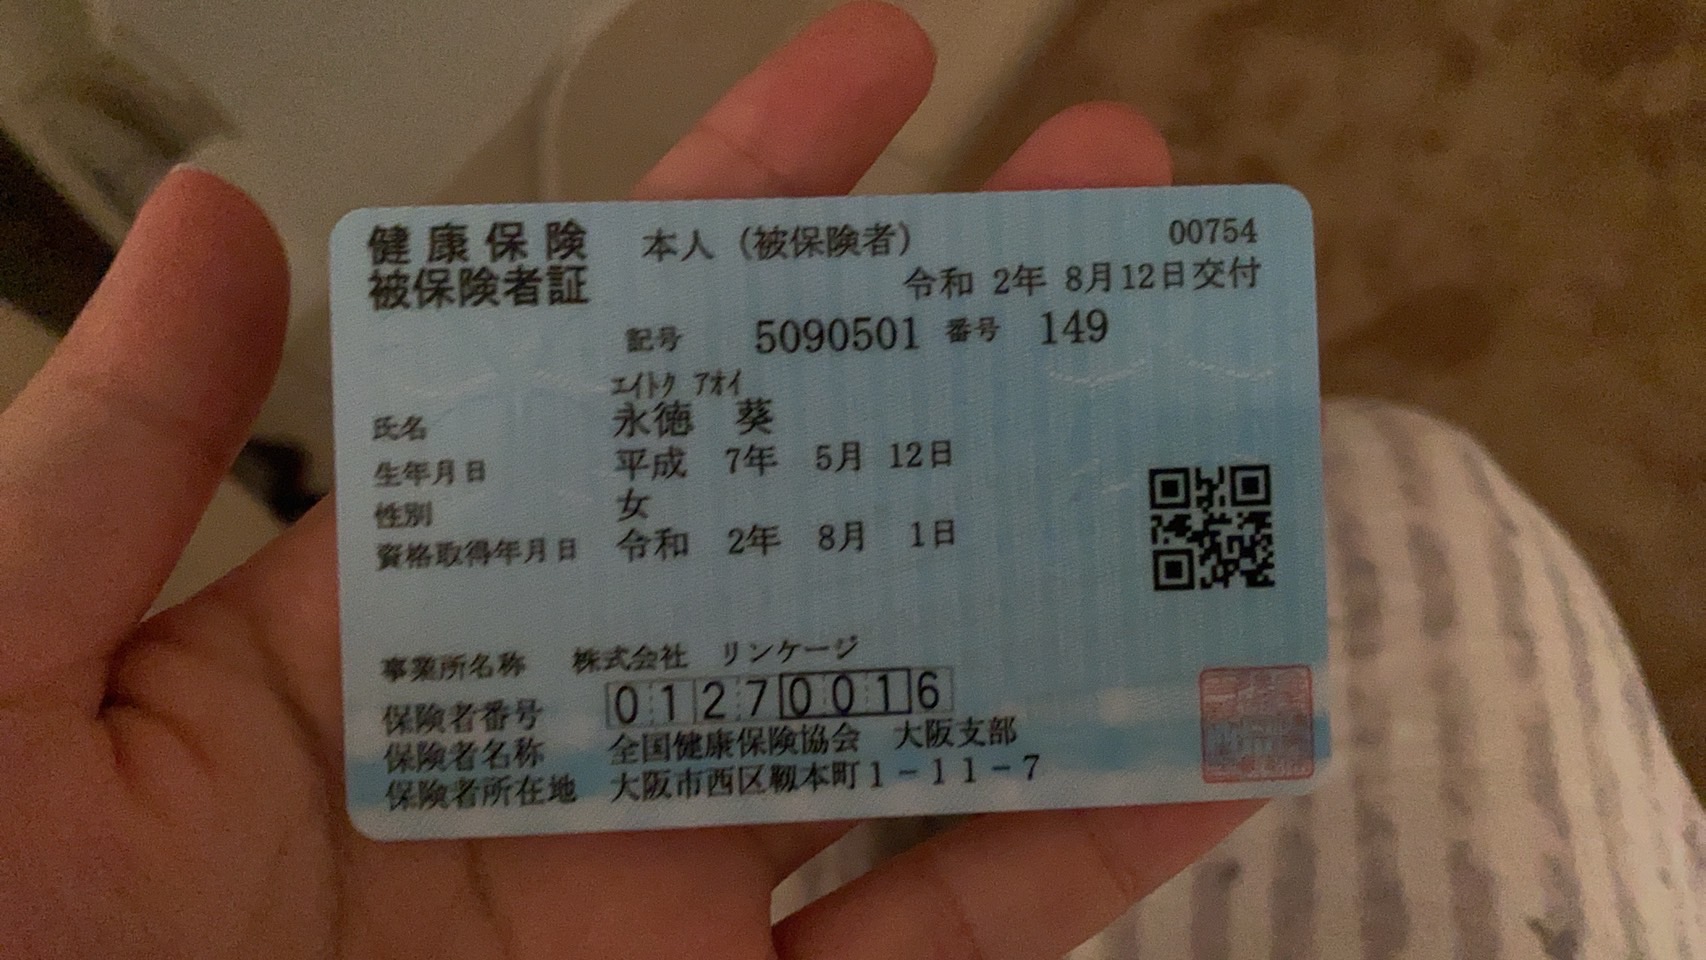 健康保険 本人（被保険者） 00754
被保険者証 令和 2年 8月12日交付
記号 5090501 番号 149
エイトク アオイ
氏名 永徳 葵
生年月日 平成 7年 5月 12日
性別 女
資格取得年月日 令和 2年 8月 1日
事業所名称 株式会社 リンケージ
保険者番号 01270016
保険者名称 全国健康保険協会 大阪支部
保険者所在地 大阪市西区靱本町1－11－7